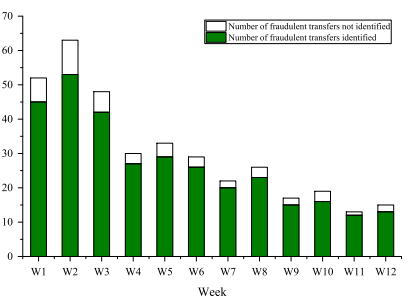 70
60
50
40
30
20
10
0
Number of fraudulent transfers not identified
Number of fraudulent transfers identified
W1 W2 W3 W4 W5 W6 W7 W8 W9 W10 W11 W12
Week